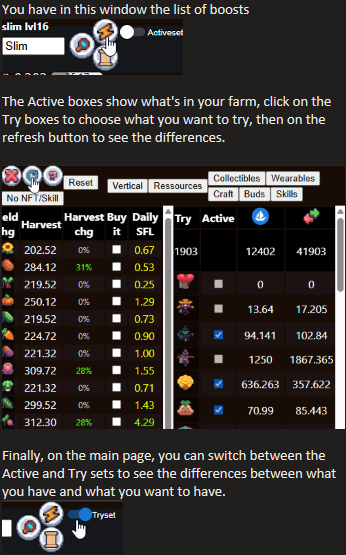 You have in this window the list of boosts
slim lvl16
Slim
Activeset
The Active boxes show what's in your farm, click on the
Try boxes to choose what you want to try, then on the
refresh button to see the differences.
Reset
Vertical Ressources
Collectibles Wearables
Craft Buds Skills
No NFT/Skill
eld Harvest Harvest Buy Daily
hg chg it SFL
Try Active
1903 12402 41903
202.52 0% 0.67
284.12 31% 0.53
219.52 0% 0.25
250.12 0% 1.29
219.52 0% 0.73
224.72 0% 0.90
221.32 0% 1.00
309.72 28% 1.55
221.32 0% 0.71
299.52 0% 1.43
312.30 28% 4.29
0 0
13.64 17.205
94.141 102.84
1250 1867.365
636.263 357.622
70.99 85.443
Finally, on the main page, you can switch between the
Active and Try sets to see the differences between what
you have and what you want to have.
Tryset